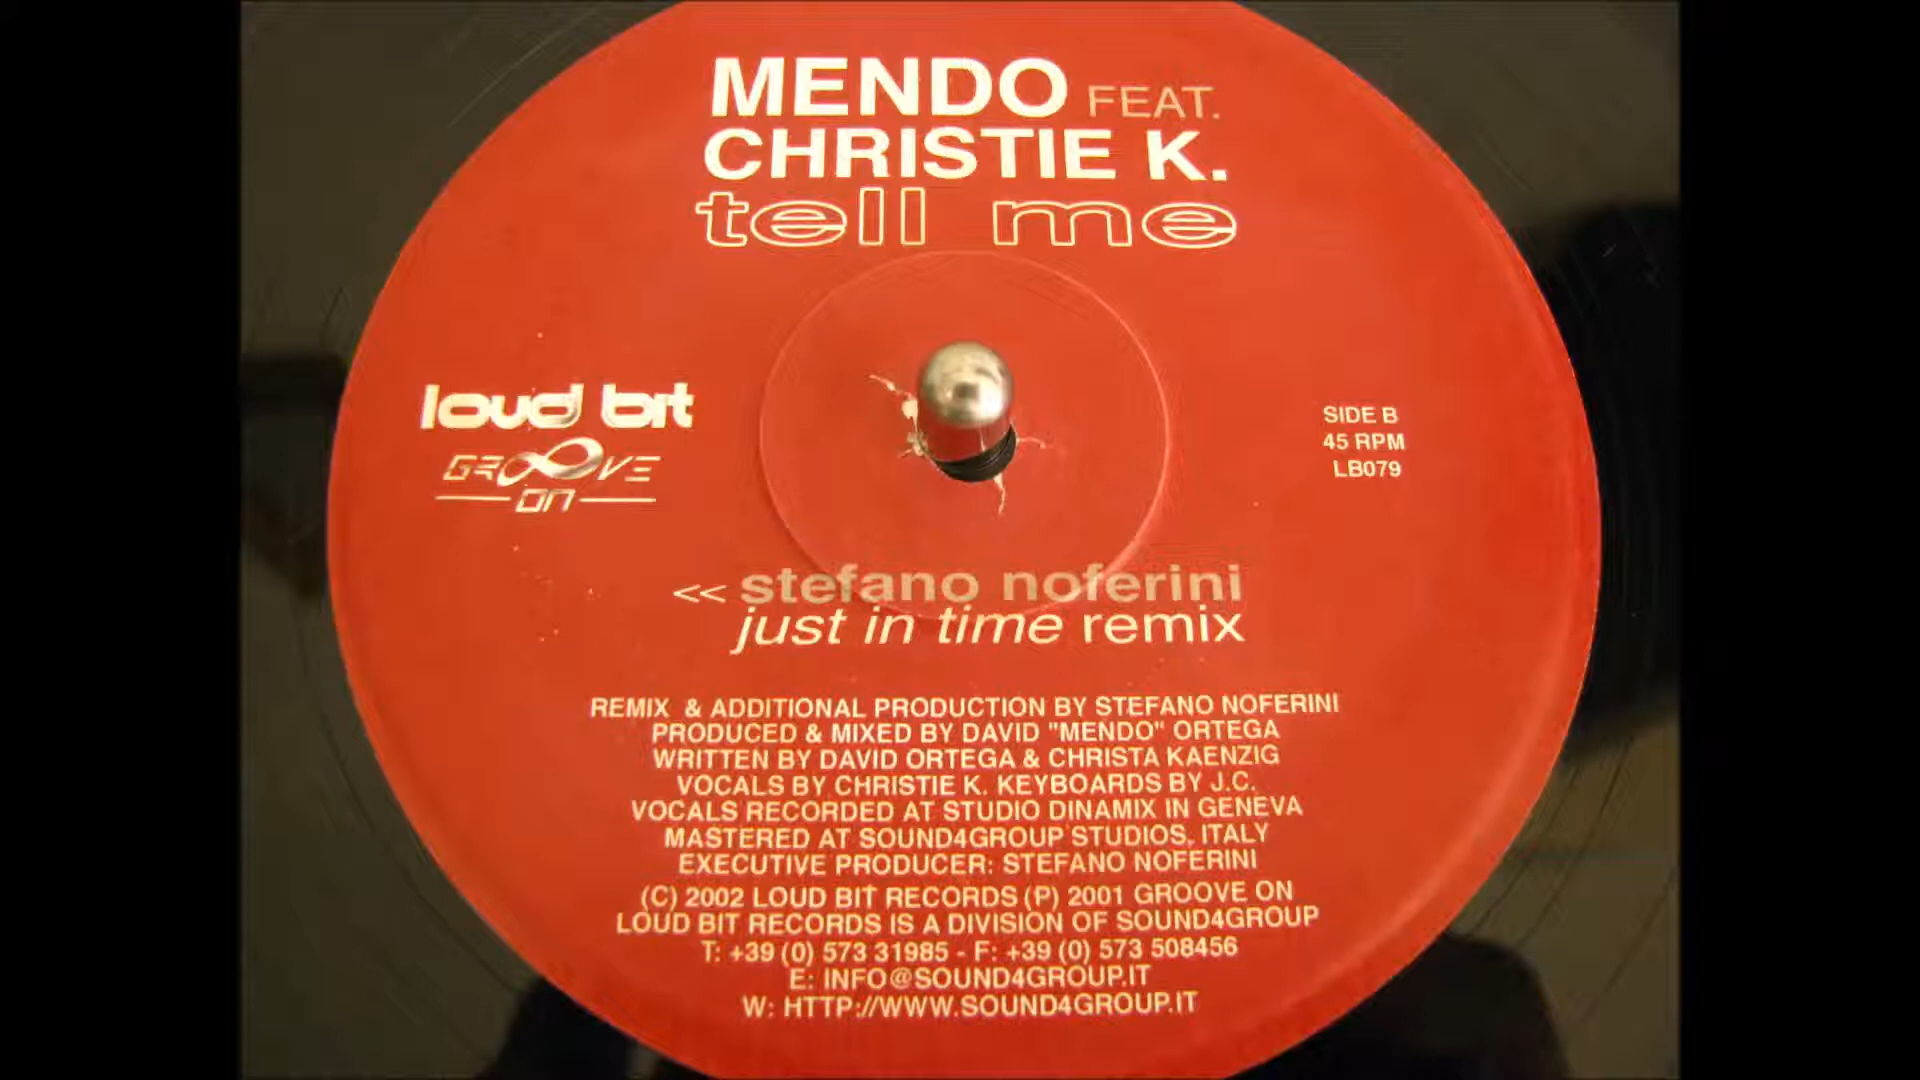 MENDO FEAT.
CHRISTIE K.
tell me
loud bit
GROOVE
ON
SIDE B
45 RPM
LB079
<< stefano noferini
just in time remix
REMIX & ADDITIONAL PRODUCTION BY STEFANO NOFERINI
PRODUCED & MIXED BY DAVID "MENDO" ORTEGA
WRITTEN BY DAVID ORTEGA & CHRISTA KAENZIG
VOCALS BY CHRISTIE K. KEYBOARDS BY J.C.
VOCALS RECORDED AT STUDIO DINAMIX IN GENEVA
MASTERED AT SOUND4GROUP STUDIOS, ITALY
EXECUTIVE PRODUCER: STEFANO NOFERINI
(C) 2002 LOUD BIT RECORDS (P) 2001 GROOVE ON
LOUD BIT RECORDS IS A DIVISION OF SOUND4GROUP
T: +39 (0) 573 31985 - F: +39 (0) 573 508456
E: INFO@SOUND4GROUP.IT
W: HTTP://WWW.SOUND4GROUP.IT